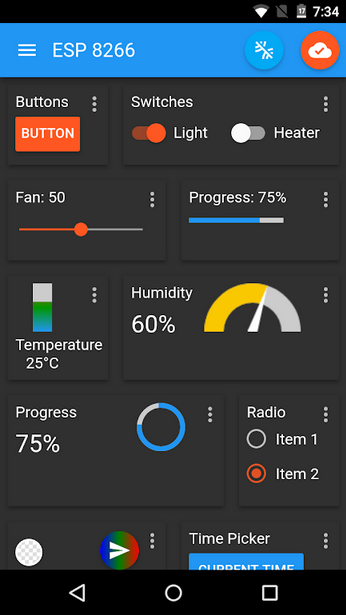 7:34
ESP 8266
Buttons
BUTTON
Switches
Light
Heater
Fan: 50
Progress: 75%
Temperature
25°C
Humidity
60%
Progress
75%
Radio
Item 1
Item 2
Time Picker
CURRENT TIME